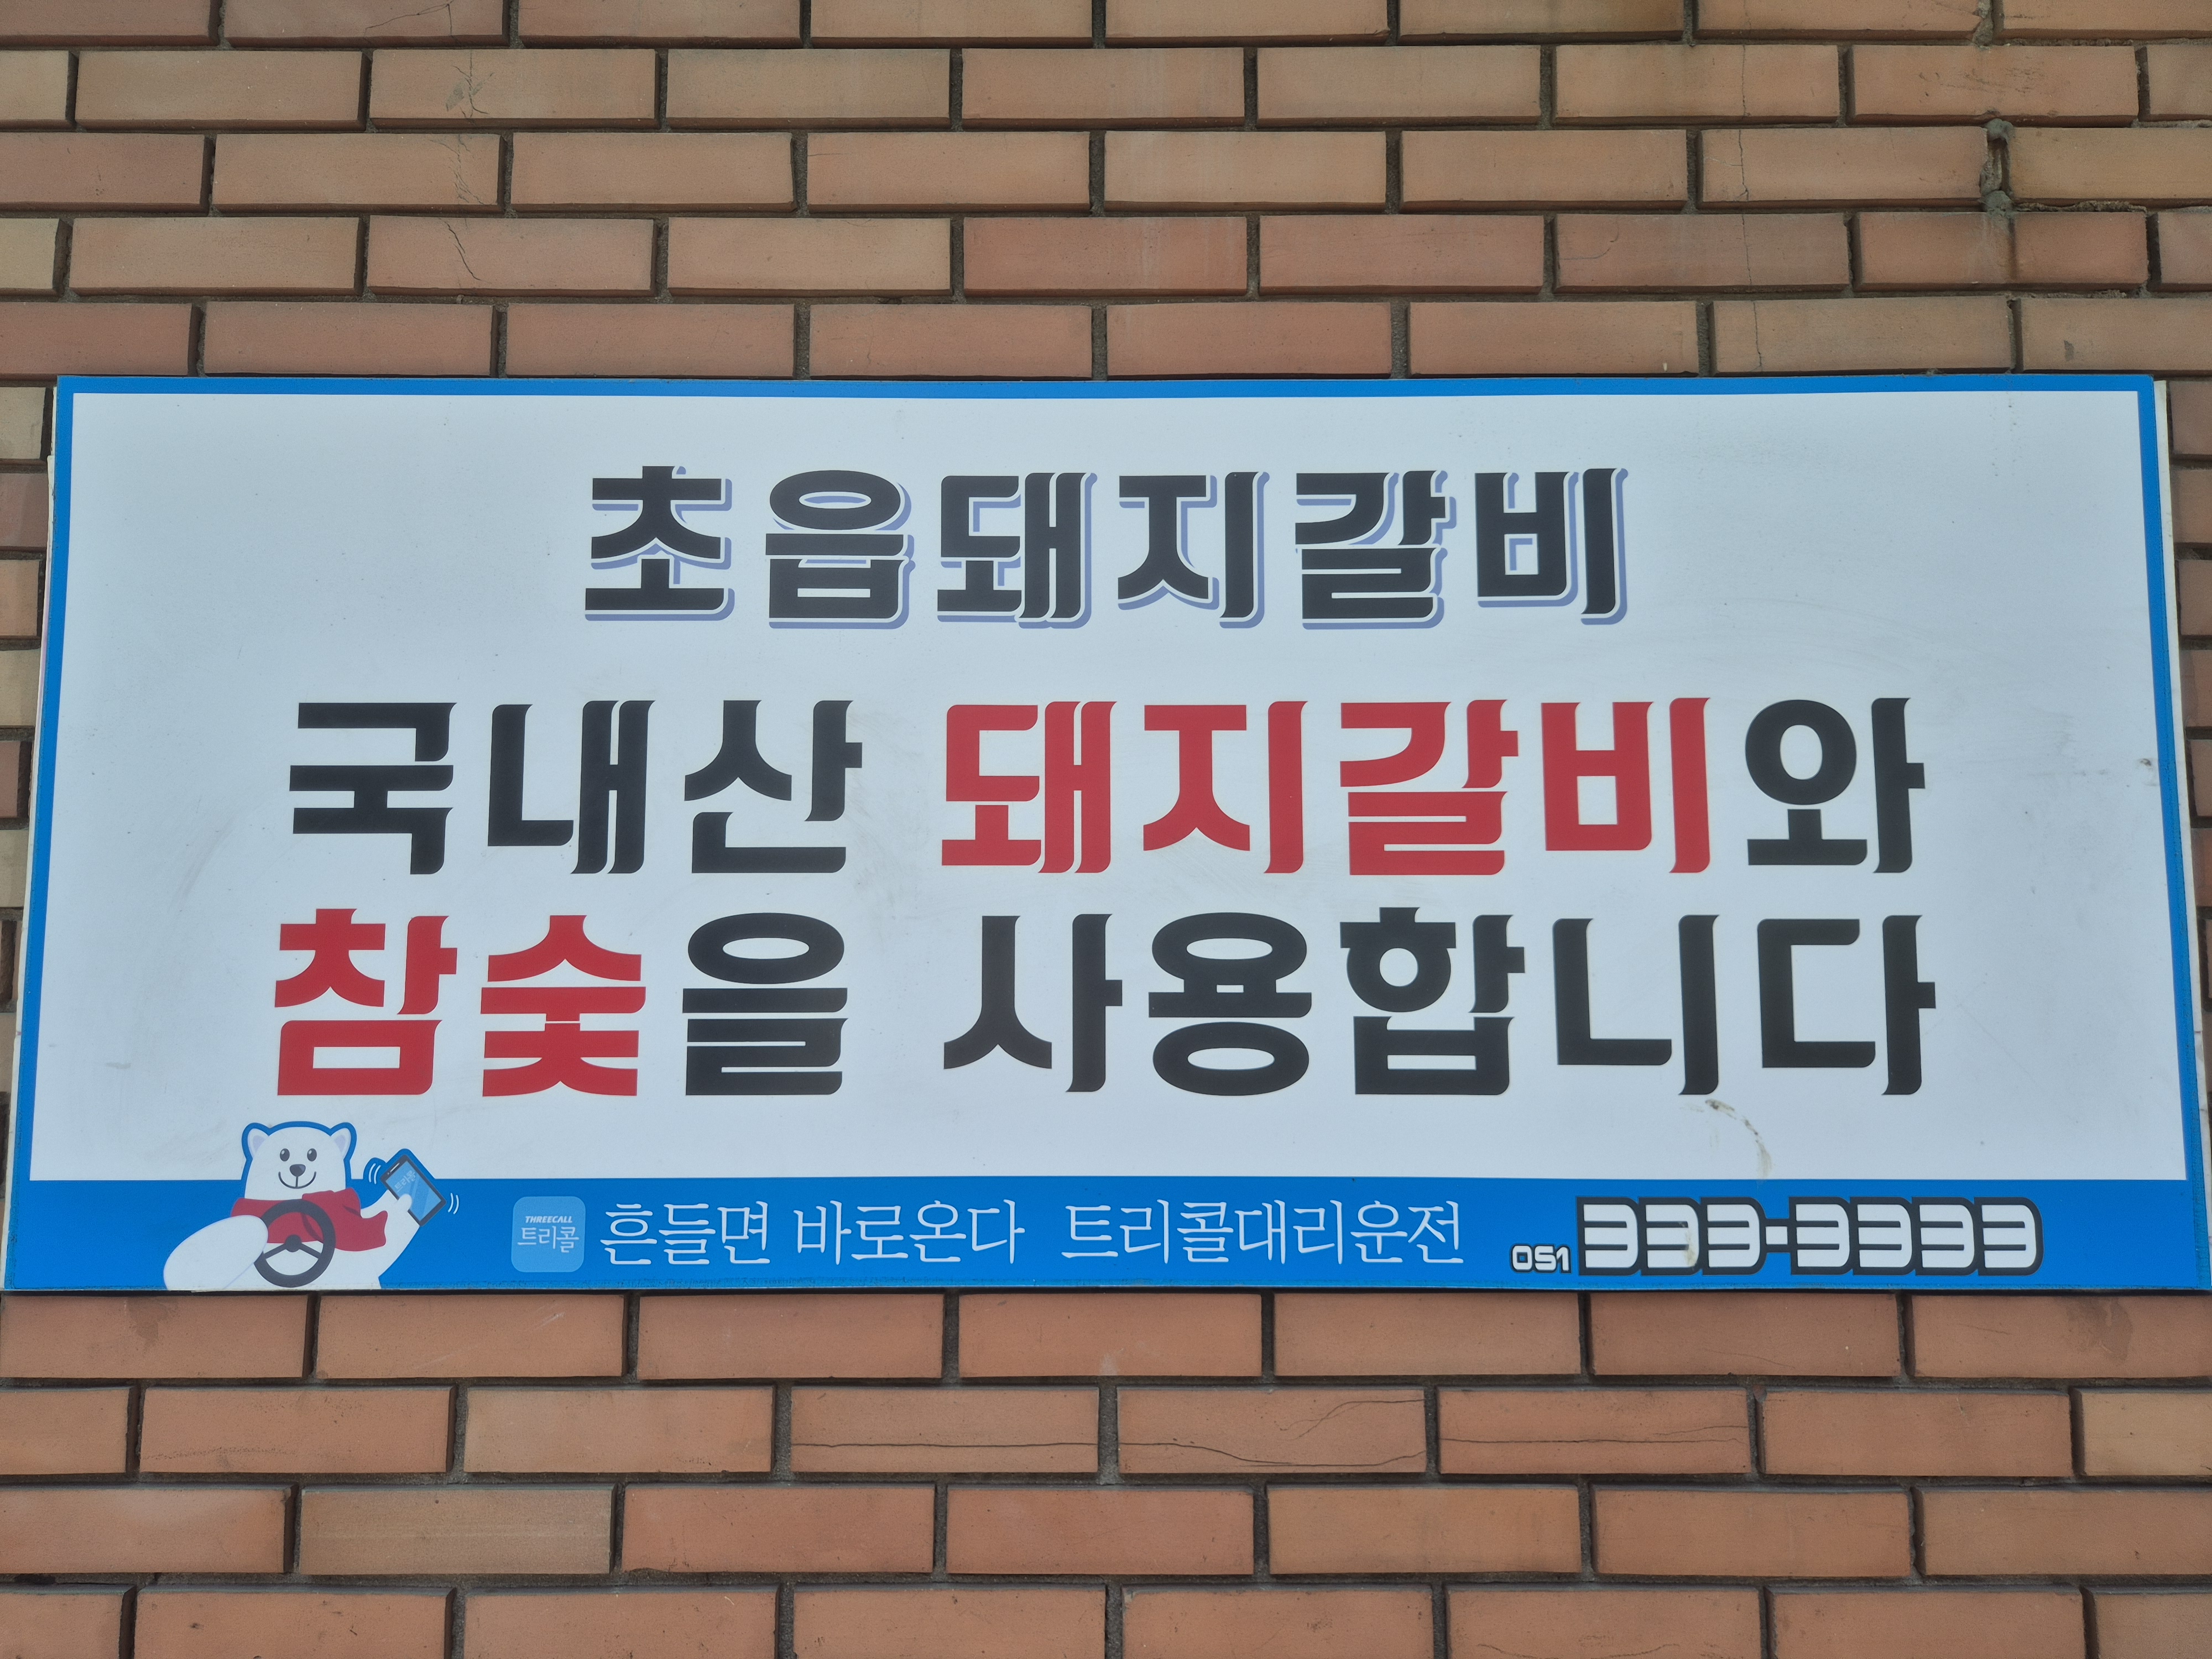 초읍돼지갈비
국내산 돼지갈비와
참숯을 사용합니다
THREECALL
트리콜
흔들면 바로온다 트리콜대리운전 051 333-3333